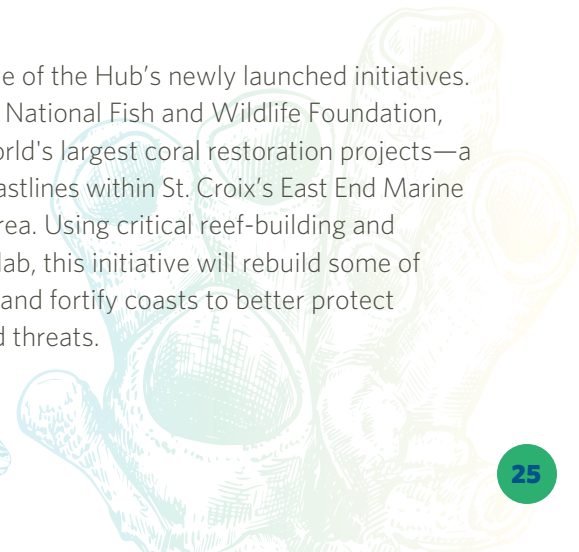 e of the Hub's newly launched initiatives.
National Fish and Wildlife Foundation,
orld's largest coral restoration projects—a
astlines within St. Croix's East End Marine
rea. Using critical reef-building and
lab, this initiative will rebuild some of
and fortify coasts to better protect
d threats.
25